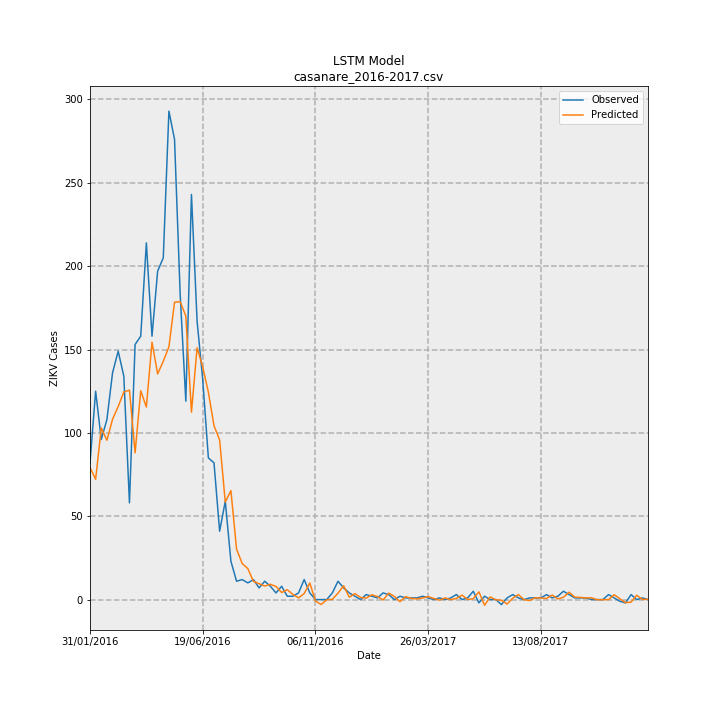 LSTM Model
casanare_2016-2017.csv
Observed
Predicted
300
250
200
150
100
50
0
ZIKV Cases
31/01/2016
19/06/2016
06/11/2016
26/03/2017
13/08/2017
Date